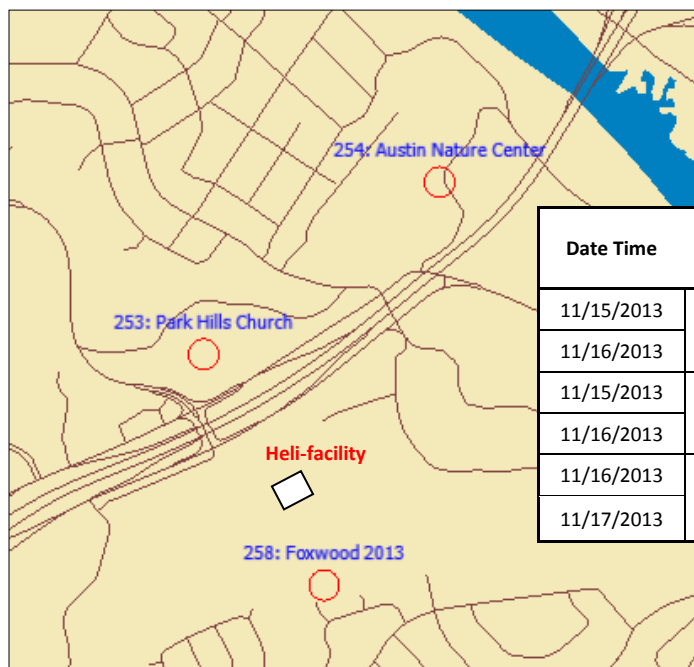 254: Austin Nature Center
Date Time
253: Park Hills Church
11/15/2013
11/16/2013
11/15/2013
11/16/2013
11/16/2013
11/17/2013
Heli-facility
258: Foxwood 2013